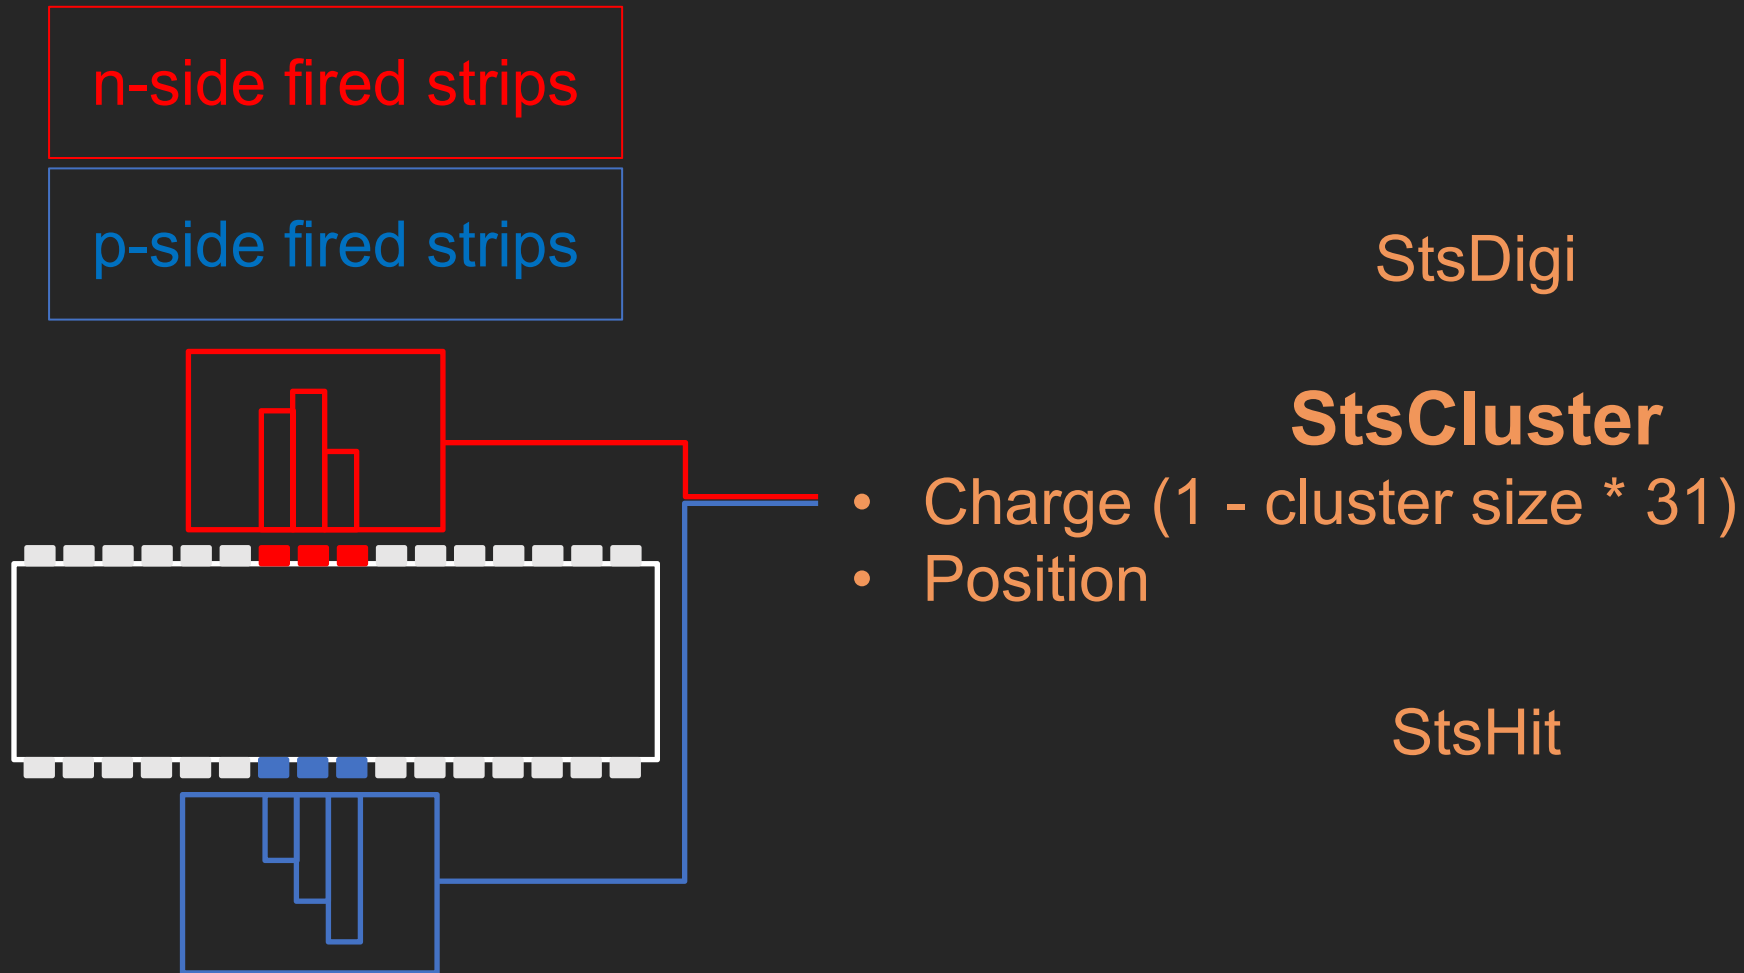 n-side fired strips
p-side fired strips
StsDigi
StsCluster
• Charge (1 - cluster size * 31)
• Position
StsHit